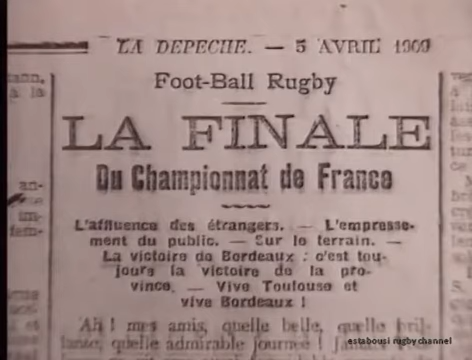 LA DEPECHE. — 5 AVRIL 1909
Foot-Ball Rugby
LA FINALE
Du Championnat de France
L'affluence des étrangers. — L'empresse-
ment du public. — Sur le terrain. —
La victoire de Bordeaux : c'est tou-
jours la victoire de la pro-
vince. — Vive Toulouse et
vive Bordeaux !
Ah ! mes amis, quelle belle, quelle bril-
lante, quelle admirable journée !
estabousi rugby channel